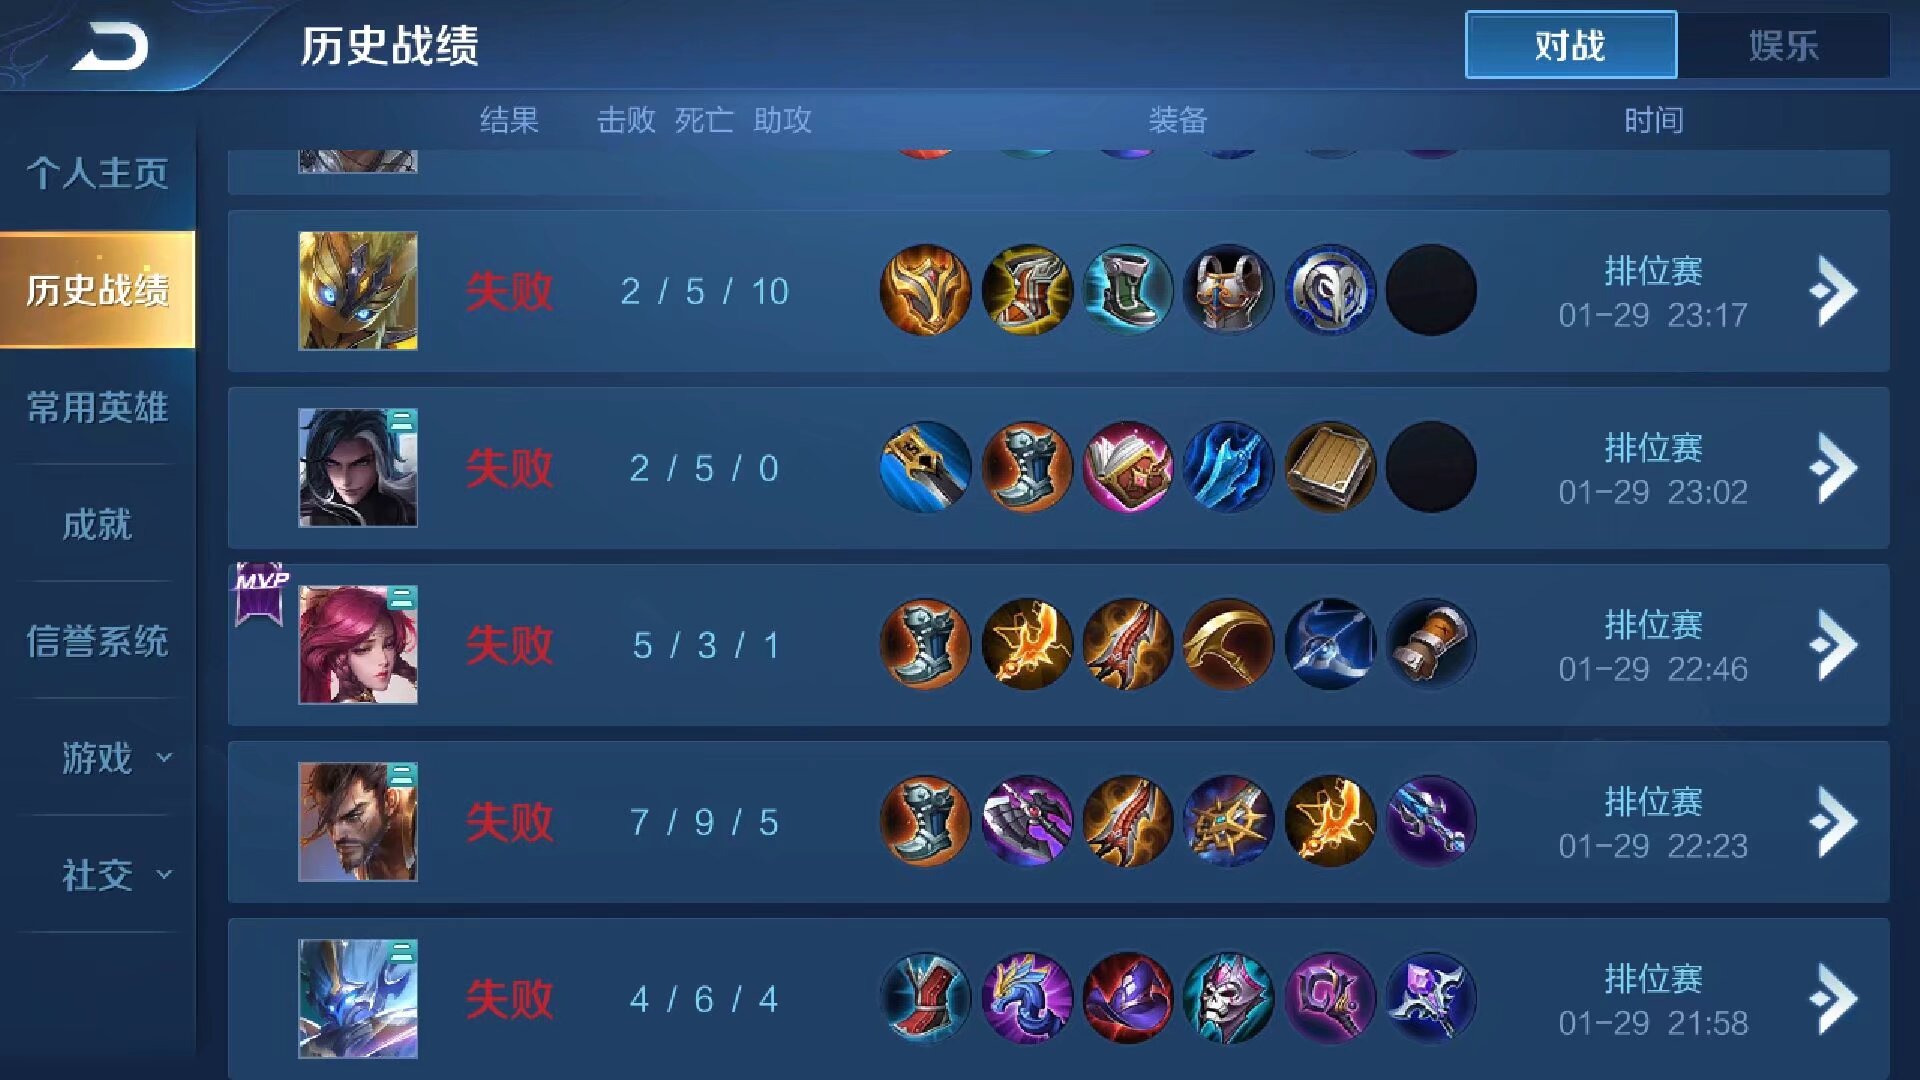 历史战绩
对战
娱乐
结果 击败 死亡 助攻 装备 时间
个人主页
历史战绩
常用英雄
成就
信誉系统
游戏
社交
失败 2 / 5 / 10 排位赛
01-29 23:17
三
失败 2 / 5 / 0 排位赛
01-29 23:02
MVP
三
失败 5 / 3 / 1 排位赛
01-29 22:46
三
失败 7 / 9 / 5 排位赛
01-29 22:23
三
失败 4 / 6 / 4 排位赛
01-29 21:58